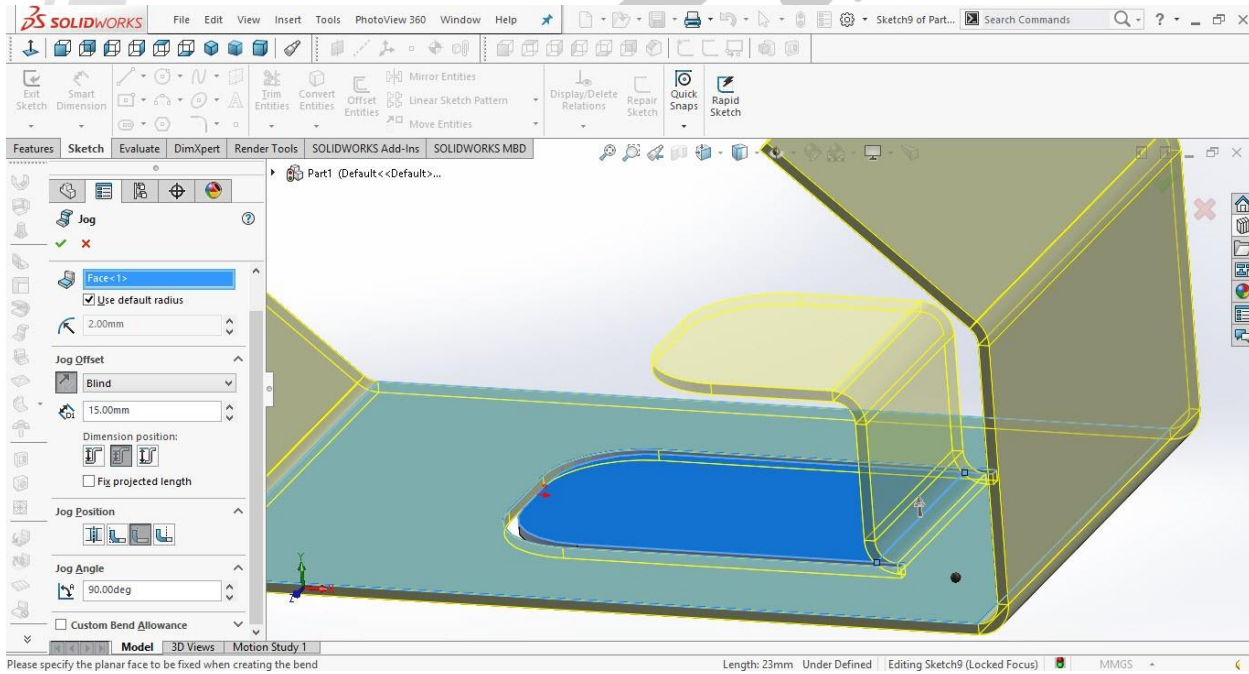 SOLIDWORKS File Edit View Insert Tools PhotoView 360 Window Help Sketch9 of Part... Search Commands ?
Exit Sketch
Smart Dimension
Trim Entities
Convert Entities
Offset Entities
Mirror Entities
Linear Sketch Pattern
Move Entities
Display/Delete Relations
Repair Sketch
Quick Snaps
Rapid Sketch
Features Sketch Evaluate DimXpert Render Tools SOLIDWORKS Add-Ins SOLIDWORKS MBD
Part1 (Default<<Default>...
Jog
Face<1>
Use default radius
2.00mm
Jog Offset
Blind
D1 15.00mm
Dimension position:
Fix projected length
Jog Position
Jog Angle
90.00deg
Custom Bend Allowance
Y
Z
Model 3D Views Motion Study 1
Please specify the planar face to be fixed when creating the bend Length: 23mm Under Defined Editing Sketch9 (Locked Focus) MMGS